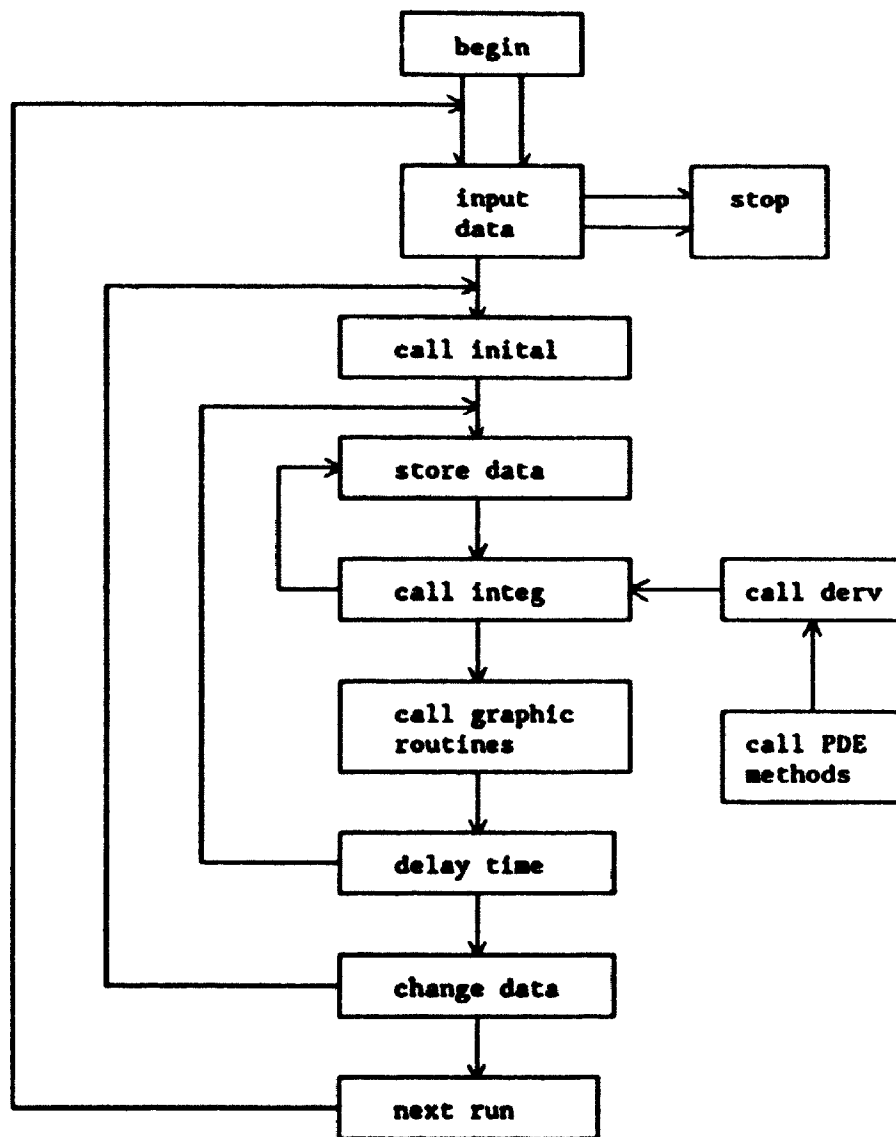 begin
input
data
stop
call inital
store data
call integ
call derv
call graphic
routines
call PDE
methods
delay time
change data
next run